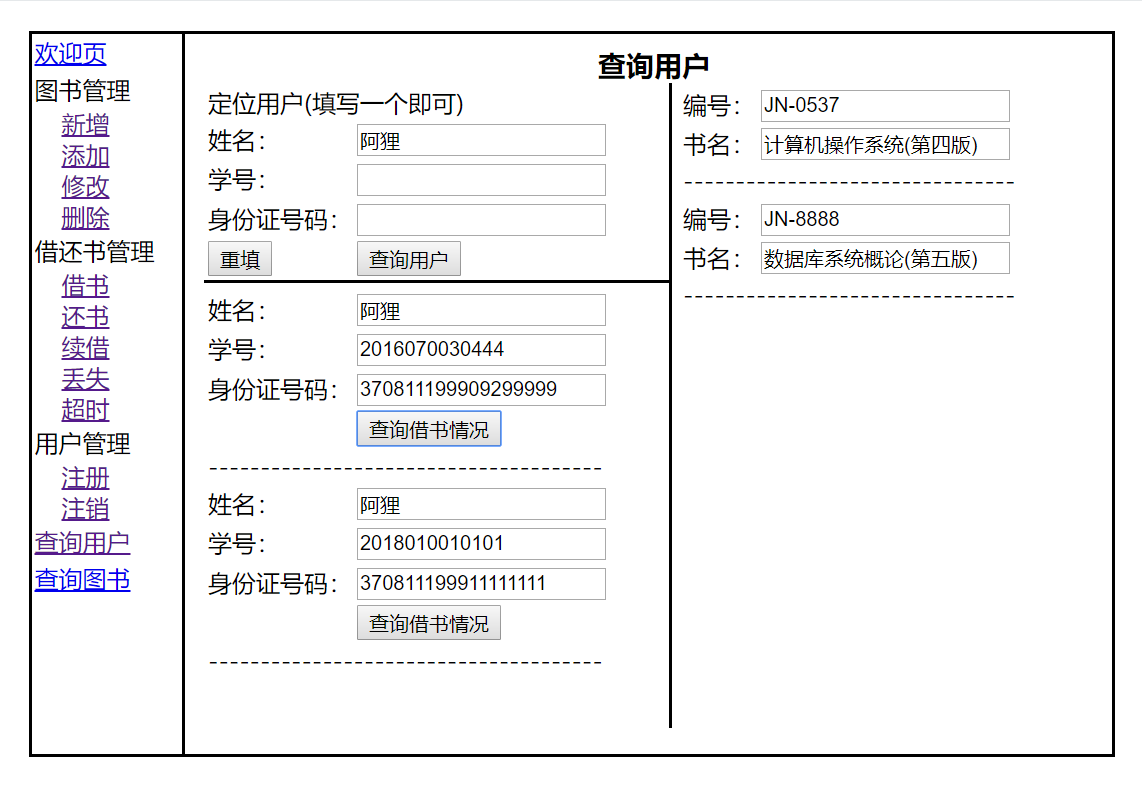 欢迎页
图书管理
新增
添加
修改
删除
借还书管理
借书
还书
续借
丢失
超时
用户管理
注册
注销
查询用户
查询图书
查询用户
定位用户(填写一个即可)
姓名： 阿狸
学号：
身份证号码：
重填 查询用户
姓名： 阿狸
学号： 2016070030444
身份证号码： 370811199909299999
查询借书情况
--------------------------------------
姓名： 阿狸
学号： 2018010010101
身份证号码： 370811199911111111
查询借书情况
--------------------------------------
编号： JN-0537
书名： 计算机操作系统(第四版)
--------------------------------
编号： JN-8888
书名： 数据库系统概论(第五版)
--------------------------------